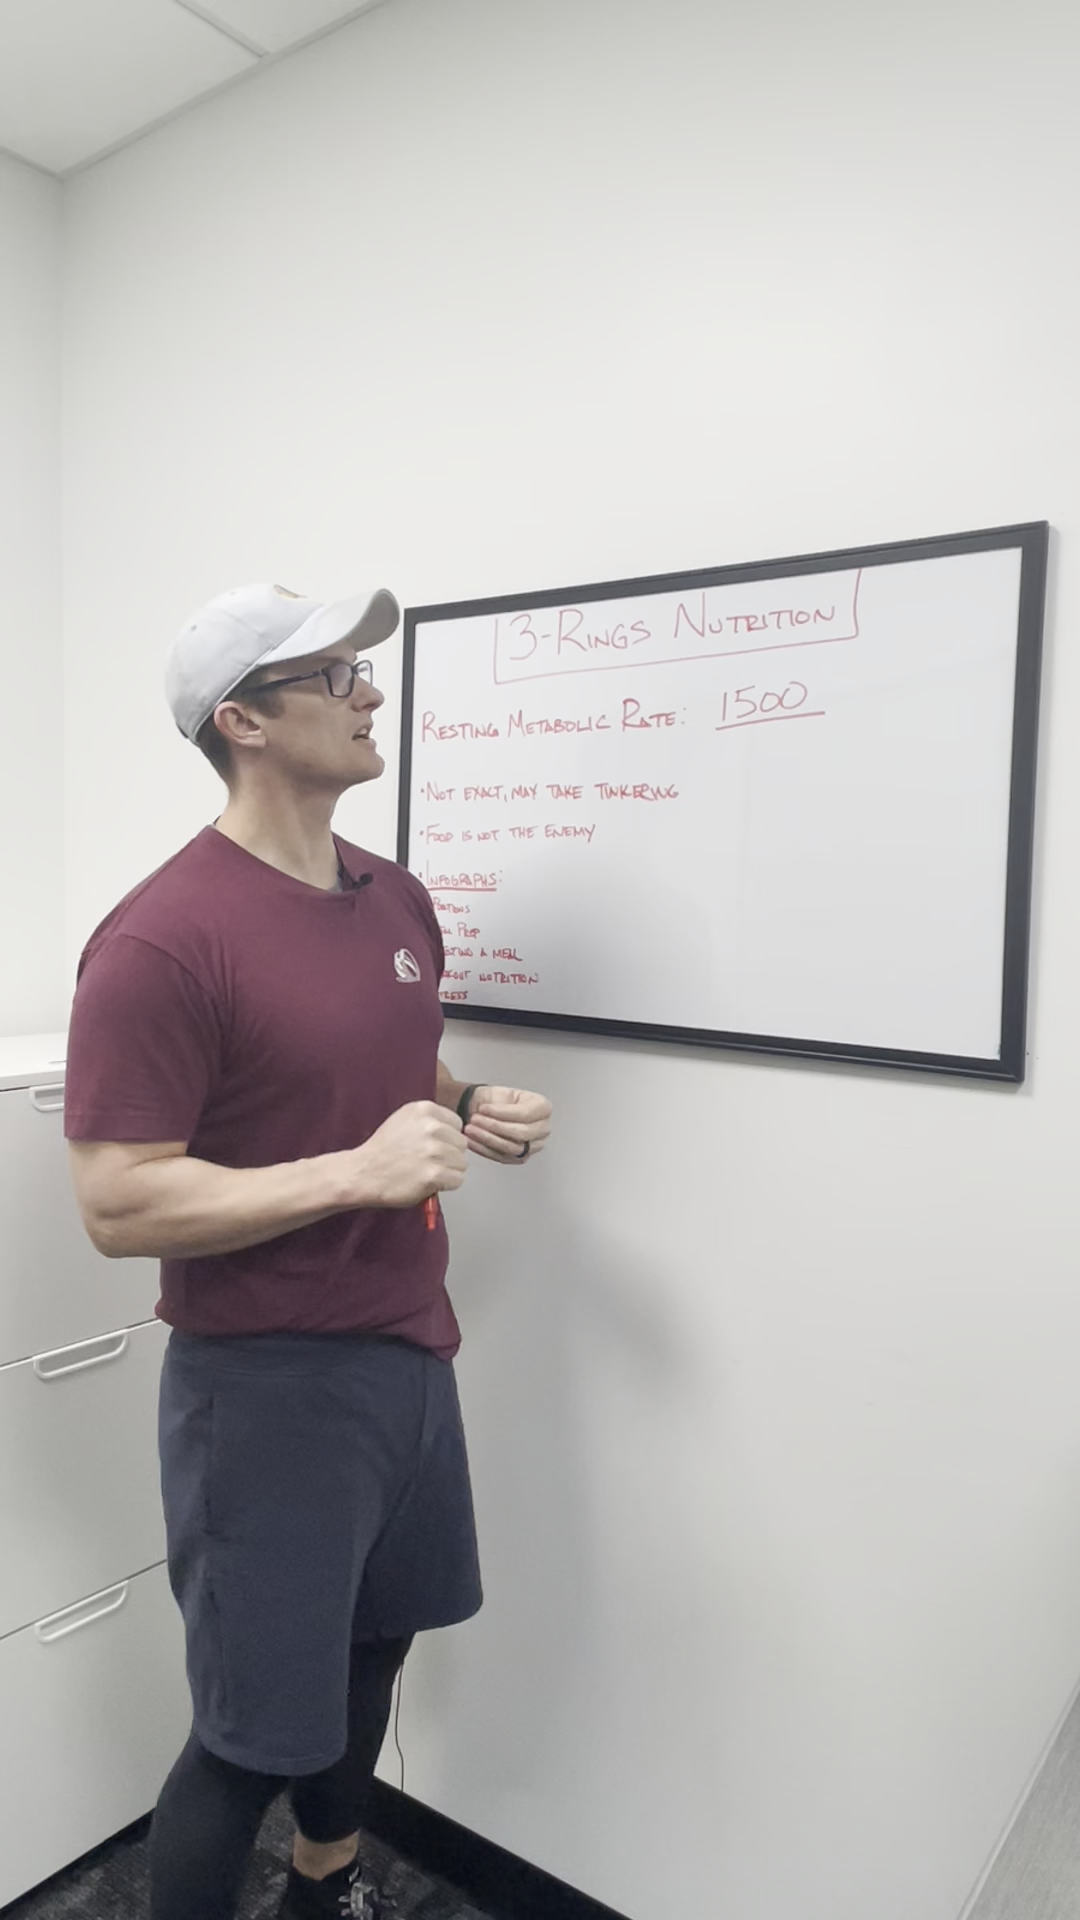 3-RINGS NUTRITION
RESTING METABOLIC RATE: 1500
• NOT EXACT, MAY TAKE TINKERING
• FOOD IS NOT THE ENEMY
• INFOGRAPHS:
PORTIONS
PREP
A MEAL
NUTRITION